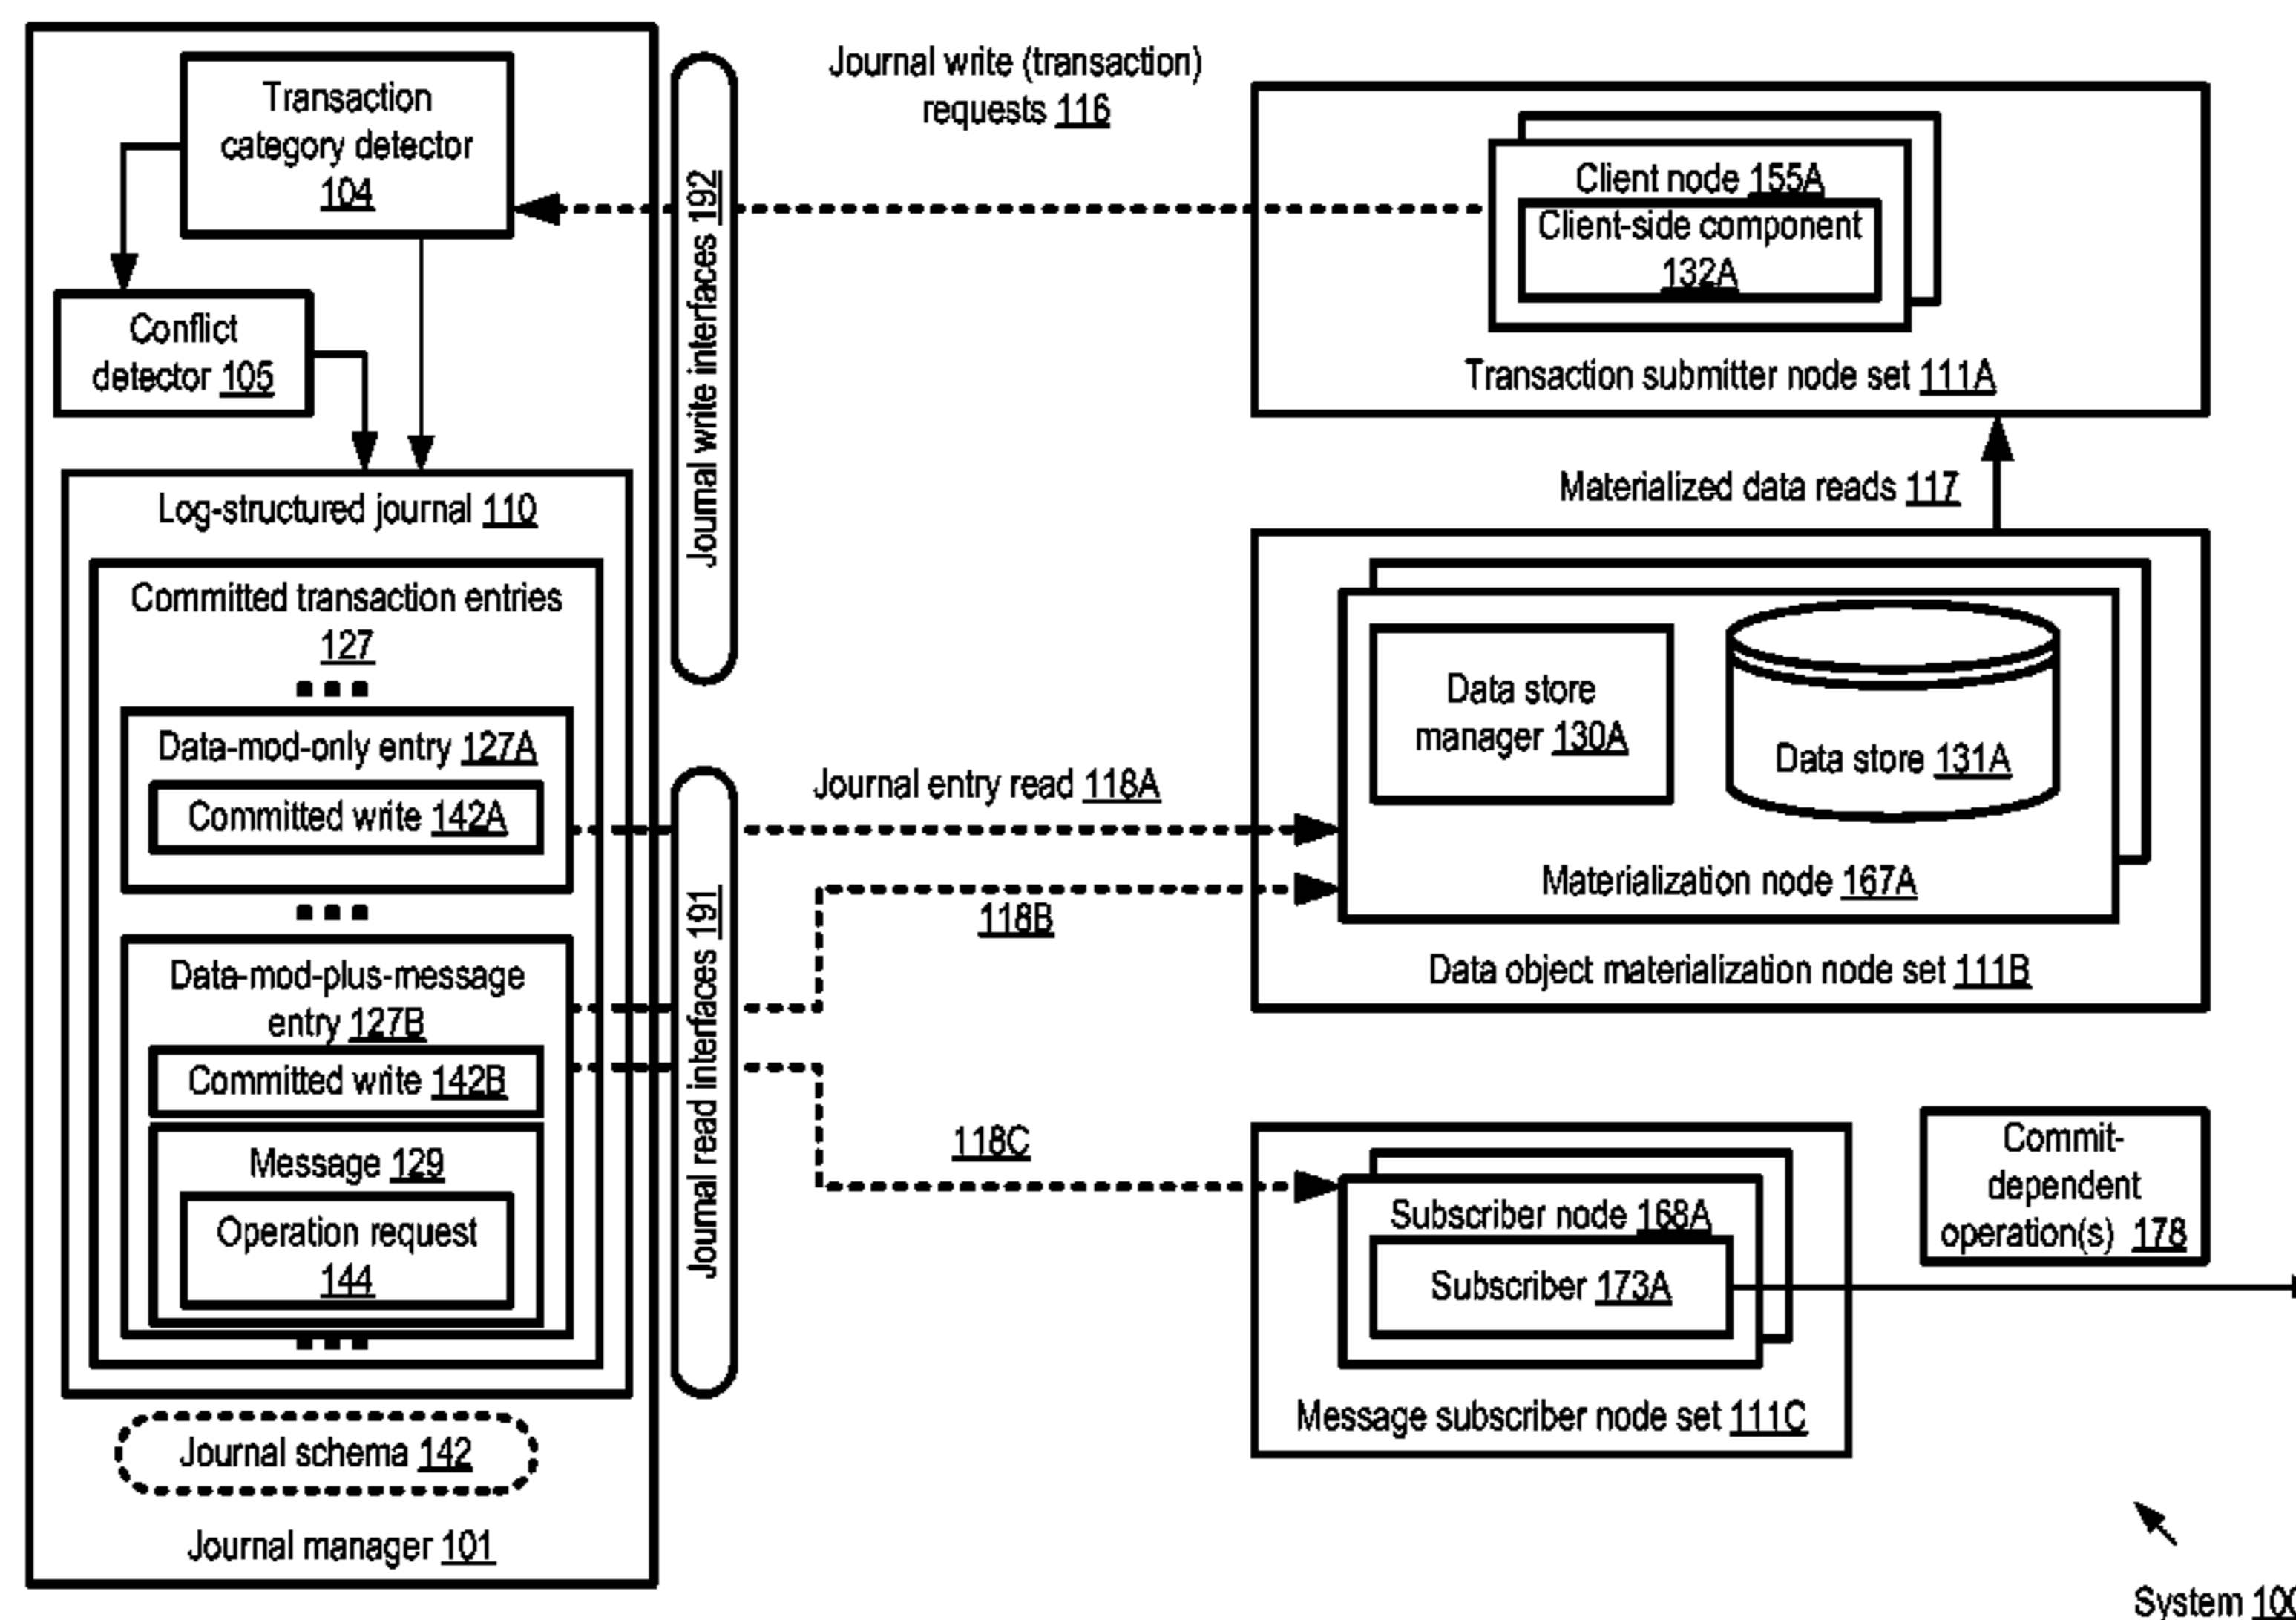 Transaction
category detector
104
Conflict
detector 105
Log-structured journal 110
Committed transaction entries
127
Data-mod-only entry 127A
Committed write 142A
Data-mod-plus-message
entry 127B
Committed write 142B
Message 129
Operation request
144
Journal schema 142
Journal manager 101
Journal write interfaces 192
Journal read interfaces 191
Journal write (transaction)
requests 116
Client node 155A
Client-side component
132A
Transaction submitter node set 111A
Materialized data reads 117
Data store
manager 130A
Data store 131A
Materialization node 167A
Data object materialization node set 111B
Journal entry read 118A
118B
118C
Subscriber node 168A
Subscriber 173A
Message subscriber node set 111C
Commit-
dependent
operation(s) 178
System 100